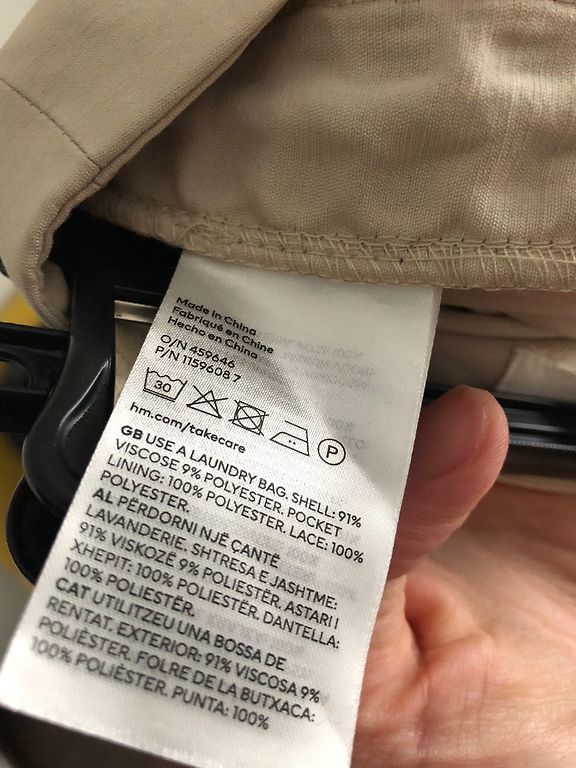 Made in China
Fabriqué en Chine
Hecho en China
O/N 459646
P/N 1159608 7
30
P
hm.com/takecare
GB USE A LAUNDRY BAG. SHELL: 91%
VISCOSE 9% POLYESTER. POCKET
LINING: 100% POLYESTER. LACE: 100%
POLYESTER.
AL PËRDORNI NJË ÇANTË
LAVANDERIE. SHTRESA E JASHTME:
91% VISKOZË 9% POLIESTËR. ASTARI I
XHEPIT: 100% POLIESTËR. DANTELLA:
100% POLIESTËR.
CAT UTILITZEU UNA BOSSA DE
RENTAT. EXTERIOR: 91% VISCOSA 9%
POLIÈSTER. FOLRE DE LA BUTXACA:
100% POLIÈSTER. PUNTA: 100%